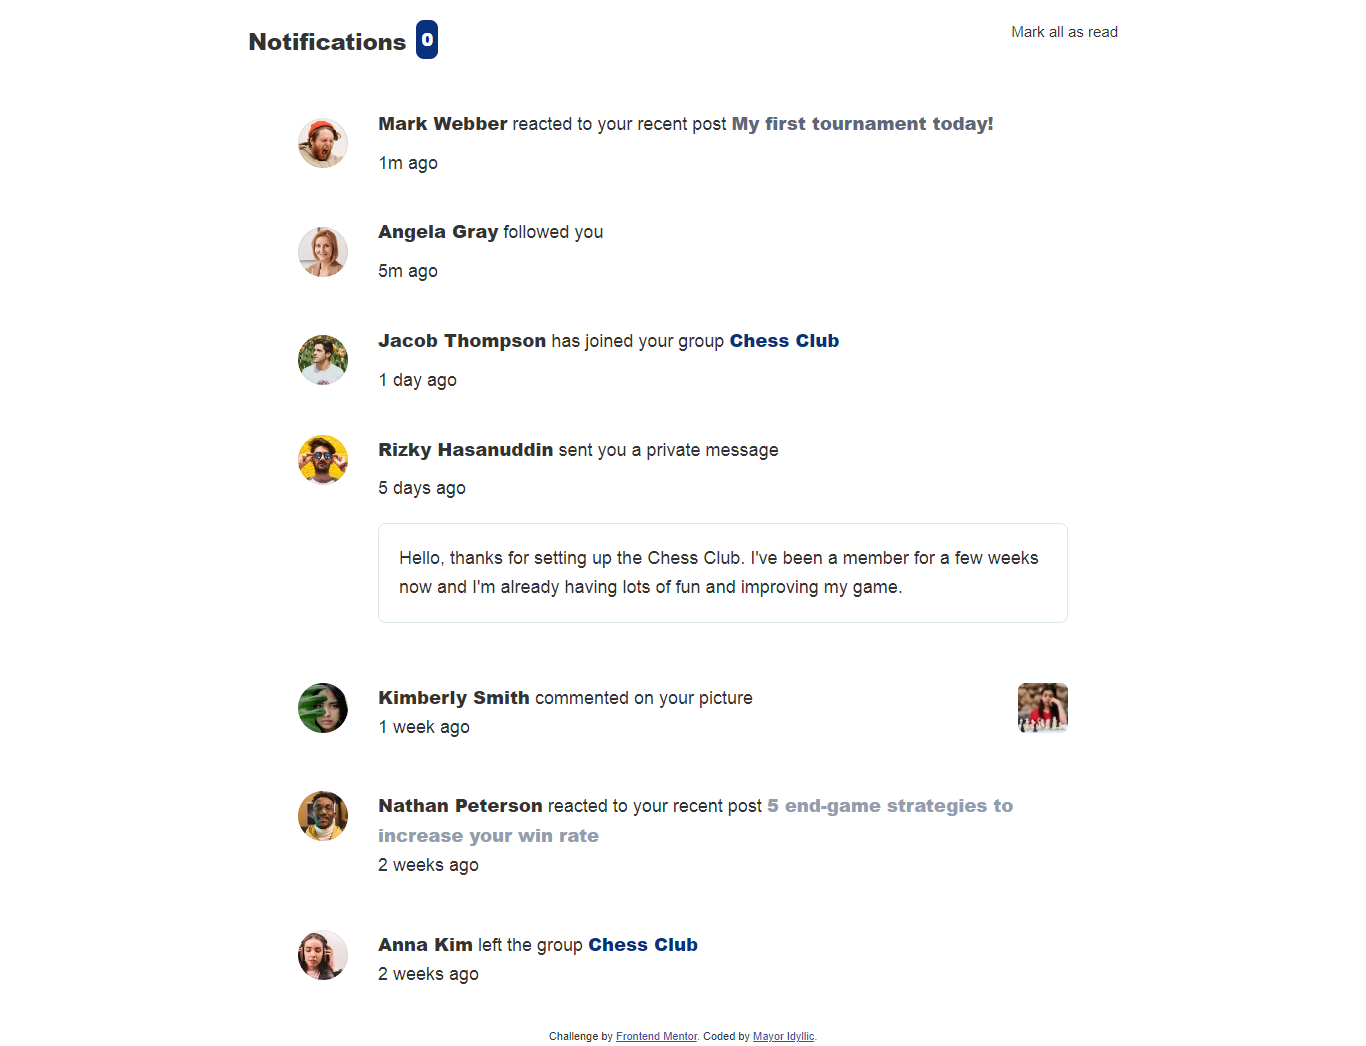 Notifications 0 Mark all as read
Mark Webber reacted to your recent post My first tournament today!
1m ago
Angela Gray followed you
5m ago
Jacob Thompson has joined your group Chess Club
1 day ago
Rizky Hasanuddin sent you a private message
5 days ago
Hello, thanks for setting up the Chess Club. I've been a member for a few weeks
now and I'm already having lots of fun and improving my game.
Kimberly Smith commented on your picture
1 week ago
Nathan Peterson reacted to your recent post 5 end-game strategies to
increase your win rate
2 weeks ago
Anna Kim left the group Chess Club
2 weeks ago
Challenge by Frontend Mentor. Coded by Mayor Idyllic.